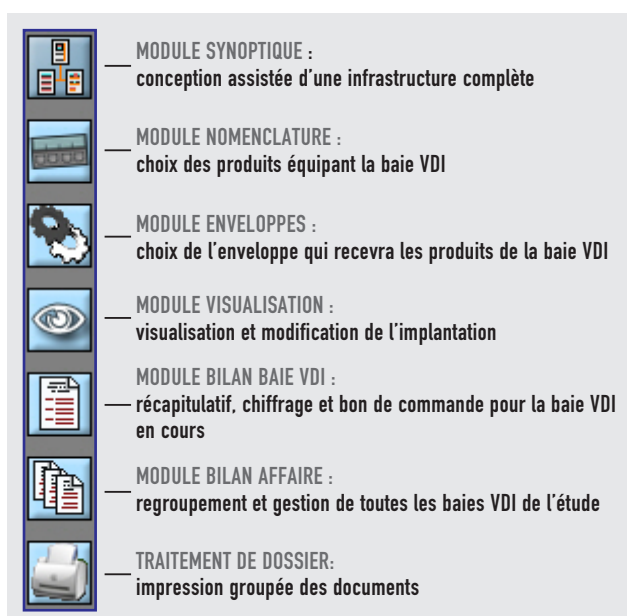 MODULE SYNOPTIQUE :
conception assistée d'une infrastructure complète
MODULE NOMENCLATURE :
choix des produits équipant la baie VDI
MODULE ENVELOPPES :
choix de l'enveloppe qui recevra les produits de la baie VDI
MODULE VISUALISATION :
visualisation et modification de l'implantation
MODULE BILAN BAIE VDI :
récapitulatif, chiffrage et bon de commande pour la baie VDI
en cours
MODULE BILAN AFFAIRE :
regroupement et gestion de toutes les baies VDI de l'étude
TRAITEMENT DE DOSSIER:
impression groupée des documents